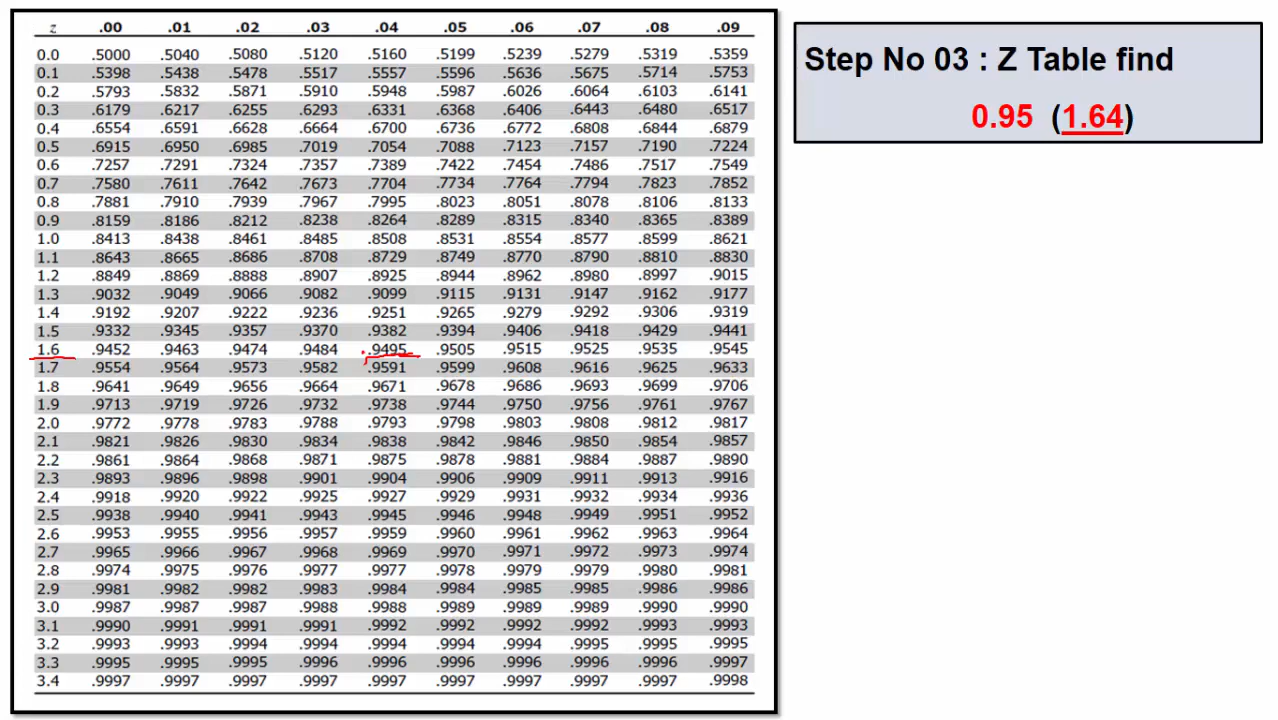 z .00 .01 .02 .03 .04 .05 .06 .07 .08 .09
0.0 .5000 .5040 .5080 .5120 .5160 .5199 .5239 .5279 .5319 .5359
0.1 .5398 .5438 .5478 .5517 .5557 .5596 .5636 .5675 .5714 .5753
0.2 .5793 .5832 .5871 .5910 .5948 .5987 .6026 .6064 .6103 .6141
0.3 .6179 .6217 .6255 .6293 .6331 .6368 .6406 .6443 .6480 .6517
0.4 .6554 .6591 .6628 .6664 .6700 .6736 .6772 .6808 .6844 .6879
0.5 .6915 .6950 .6985 .7019 .7054 .7088 .7123 .7157 .7190 .7224
0.6 .7257 .7291 .7324 .7357 .7389 .7422 .7454 .7486 .7517 .7549
0.7 .7580 .7611 .7642 .7673 .7704 .7734 .7764 .7794 .7823 .7852
0.8 .7881 .7910 .7939 .7967 .7995 .8023 .8051 .8078 .8106 .8133
0.9 .8159 .8186 .8212 .8238 .8264 .8289 .8315 .8340 .8365 .8389
1.0 .8413 .8438 .8461 .8485 .8508 .8531 .8554 .8577 .8599 .8621
1.1 .8643 .8665 .8686 .8708 .8729 .8749 .8770 .8790 .8810 .8830
1.2 .8849 .8869 .8888 .8907 .8925 .8944 .8962 .8980 .8997 .9015
1.3 .9032 .9049 .9066 .9082 .9099 .9115 .9131 .9147 .9162 .9177
1.4 .9192 .9207 .9222 .9236 .9251 .9265 .9279 .9292 .9306 .9319
1.5 .9332 .9345 .9357 .9370 .9382 .9394 .9406 .9418 .9429 .9441
1.6 .9452 .9463 .9474 .9484 .9495 .9505 .9515 .9525 .9535 .9545
1.7 .9554 .9564 .9573 .9582 .9591 .9599 .9608 .9616 .9625 .9633
1.8 .9641 .9649 .9656 .9664 .9671 .9678 .9686 .9693 .9699 .9706
1.9 .9713 .9719 .9726 .9732 .9738 .9744 .9750 .9756 .9761 .9767
2.0 .9772 .9778 .9783 .9788 .9793 .9798 .9803 .9808 .9812 .9817
2.1 .9821 .9826 .9830 .9834 .9838 .9842 .9846 .9850 .9854 .9857
2.2 .9861 .9864 .9868 .9871 .9875 .9878 .9881 .9884 .9887 .9890
2.3 .9893 .9896 .9898 .9901 .9904 .9906 .9909 .9911 .9913 .9916
2.4 .9918 .9920 .9922 .9925 .9927 .9929 .9931 .9932 .9934 .9936
2.5 .9938 .9940 .9941 .9943 .9945 .9946 .9948 .9949 .9951 .9952
2.6 .9953 .9955 .9956 .9957 .9959 .9960 .9961 .9962 .9963 .9964
2.7 .9965 .9966 .9967 .9968 .9969 .9970 .9971 .9972 .9973 .9974
2.8 .9974 .9975 .9976 .9977 .9977 .9978 .9979 .9979 .9980 .9981
2.9 .9981 .9982 .9982 .9983 .9984 .9984 .9985 .9985 .9986 .9986
3.0 .9987 .9987 .9987 .9988 .9988 .9989 .9989 .9989 .9990 .9990
3.1 .9990 .9991 .9991 .9991 .9992 .9992 .9992 .9992 .9993 .9993
3.2 .9993 .9993 .9994 .9994 .9994 .9994 .9994 .9995 .9995 .9995
3.3 .9995 .9995 .9995 .9996 .9996 .9996 .9996 .9996 .9996 .9997
3.4 .9997 .9997 .9997 .9997 .9997 .9997 .9997 .9997 .9997 .9998
Step No 03 : Z Table find
0.95 (1.64)